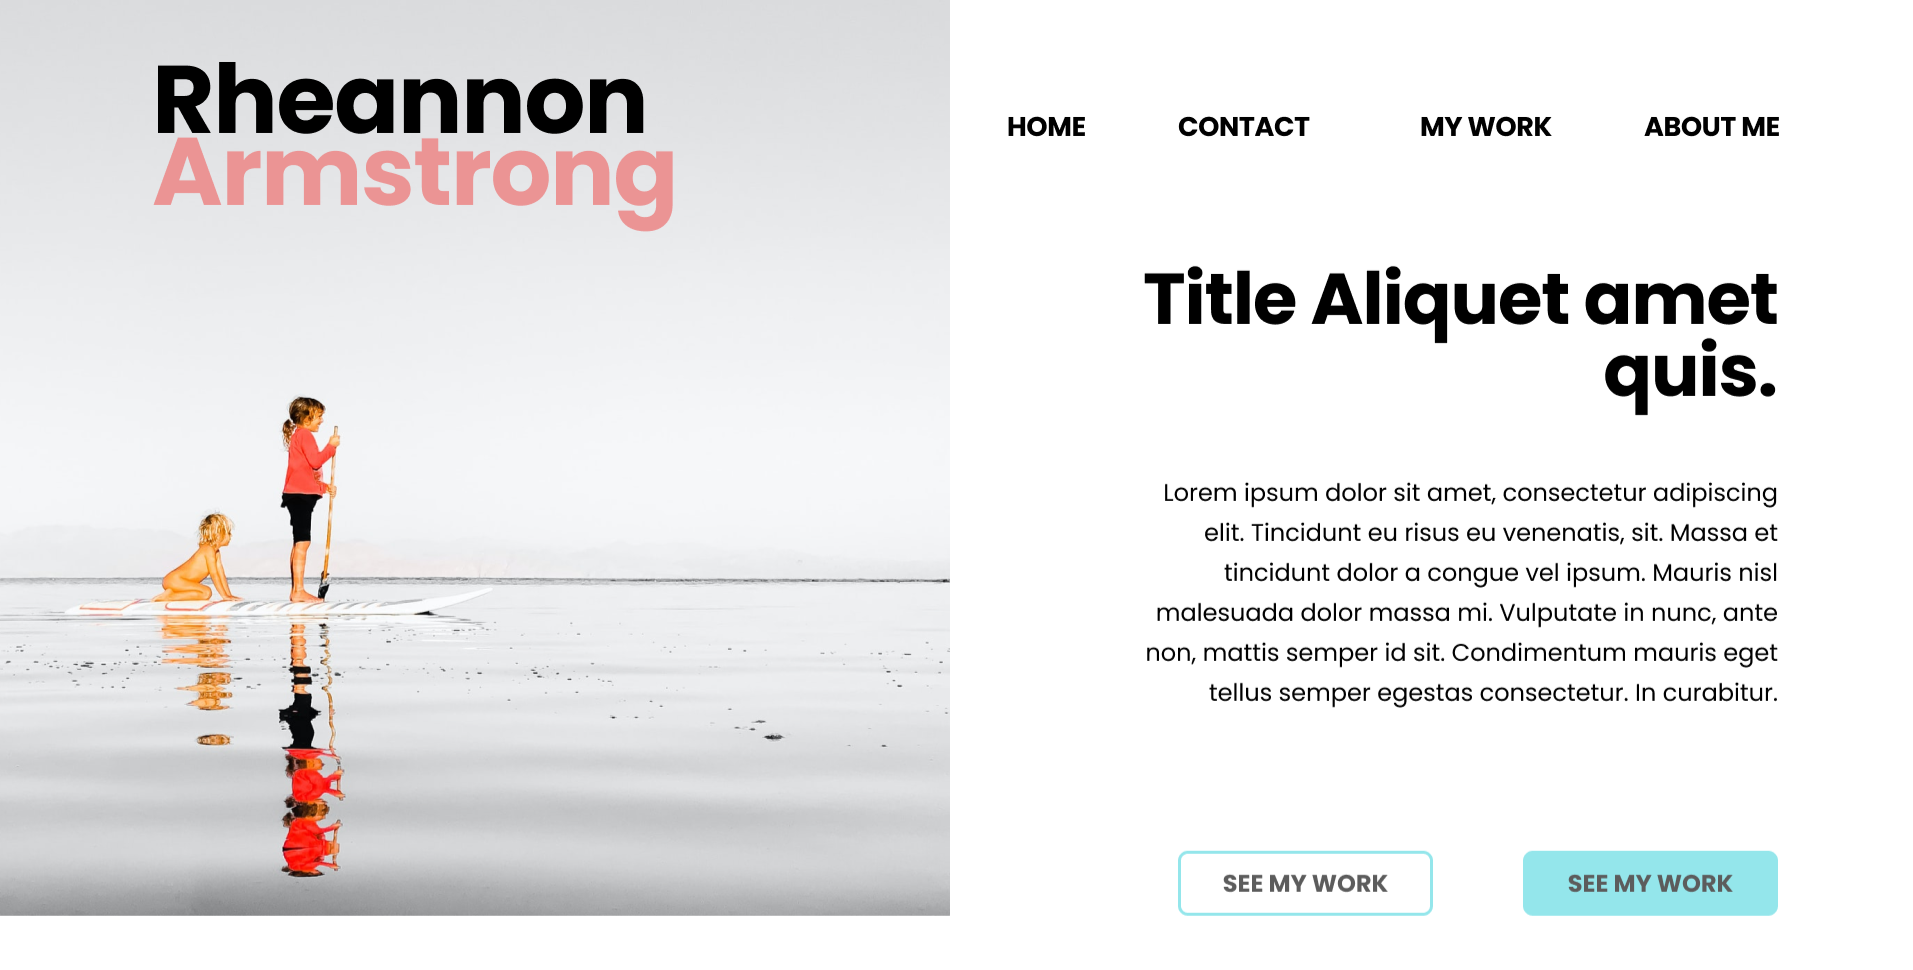 Rheannon
Armstrong
HOME CONTACT MY WORK ABOUT ME
Title Aliquet amet
quis.
Lorem ipsum dolor sit amet, consectetur adipiscing
elit. Tincidunt eu risus eu venenatis, sit. Massa et
tincidunt dolor a congue vel ipsum. Mauris nisl
malesuada dolor massa mi. Vulputate in nunc, ante
non, mattis semper id sit. Condimentum mauris eget
tellus semper egestas consectetur. In curabitur.
SEE MY WORK SEE MY WORK